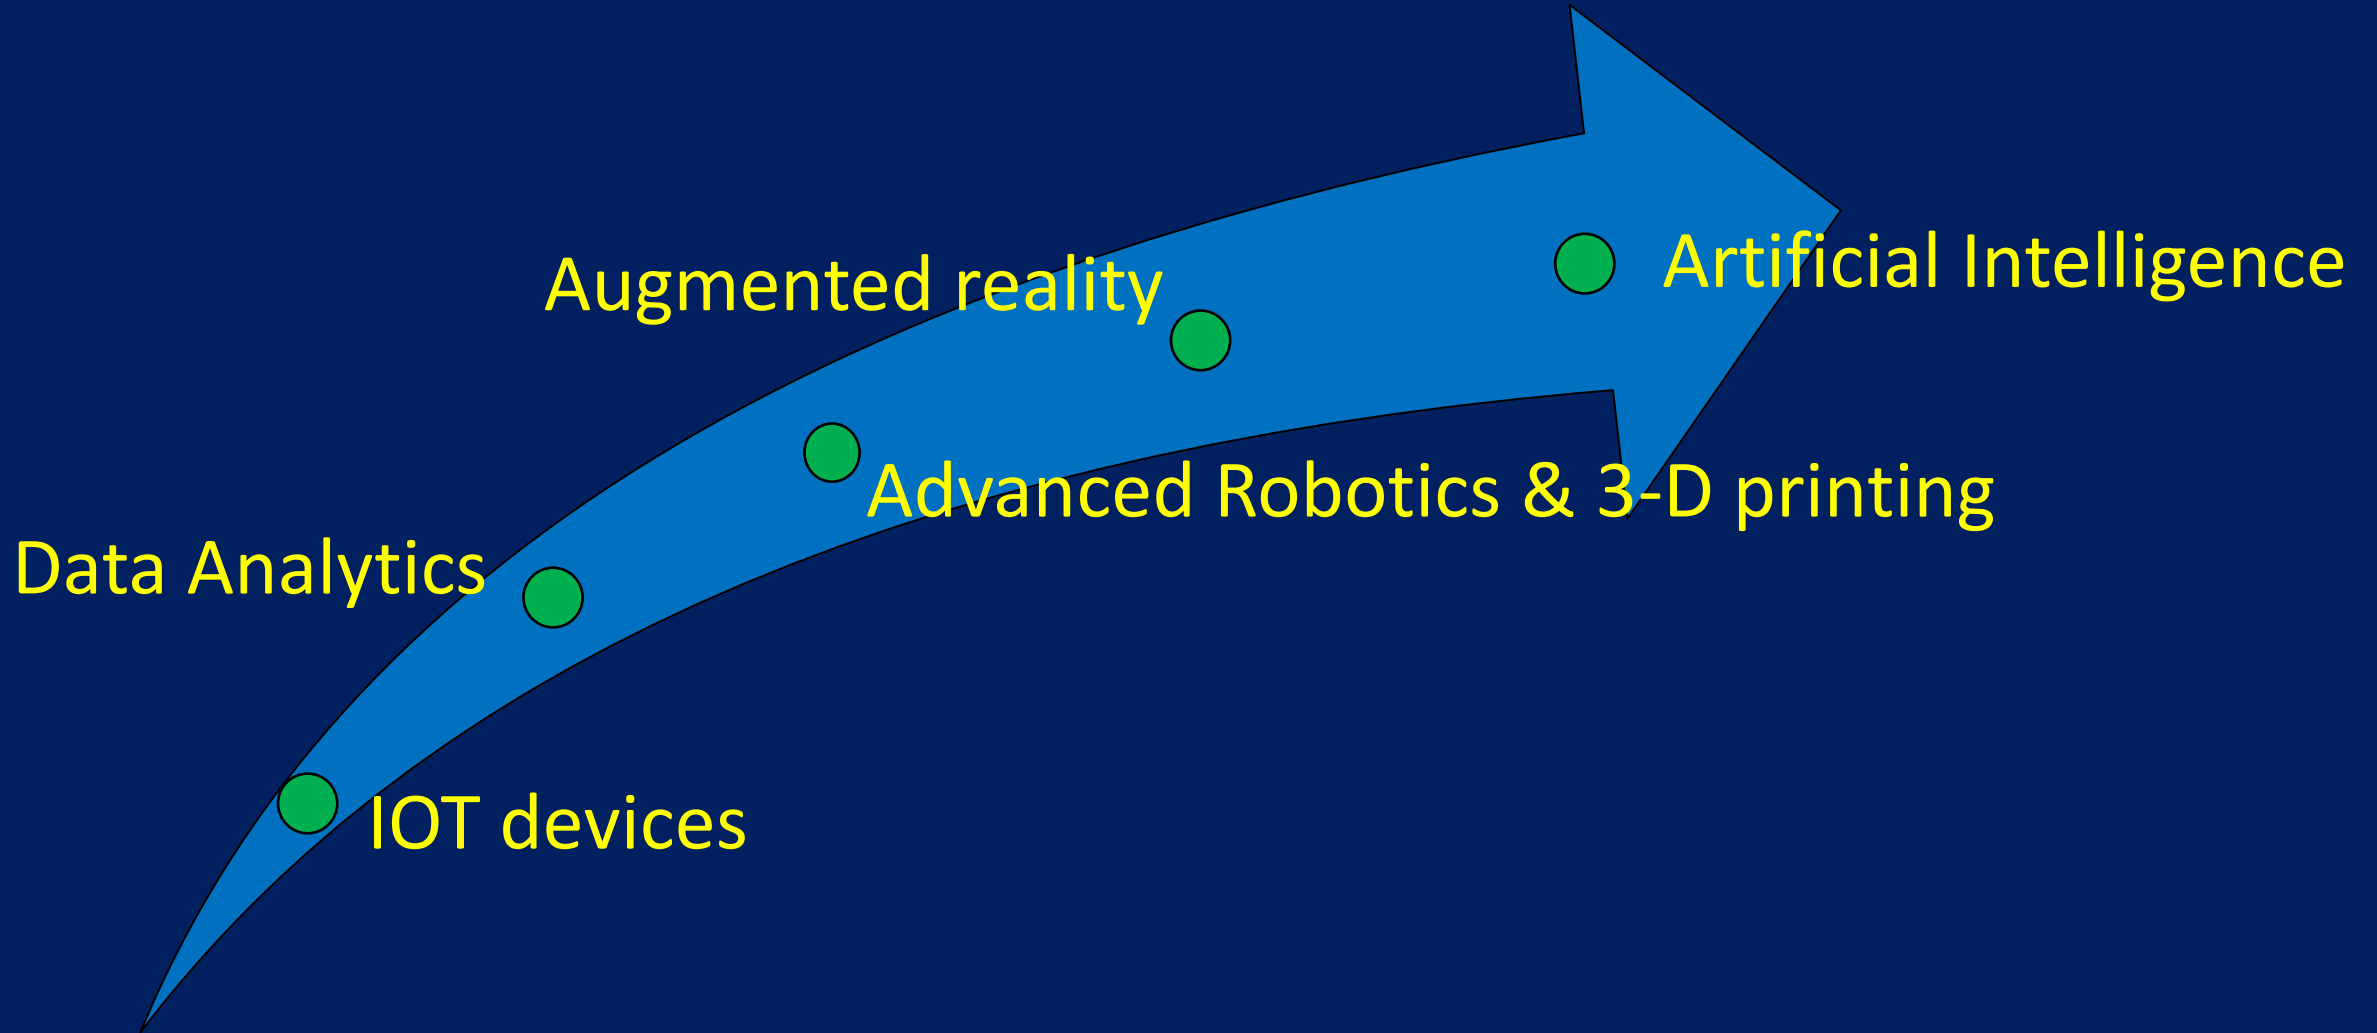 Augmented reality
Artificial Intelligence
Advanced Robotics & 3-D printing
Data Analytics
IOT devices